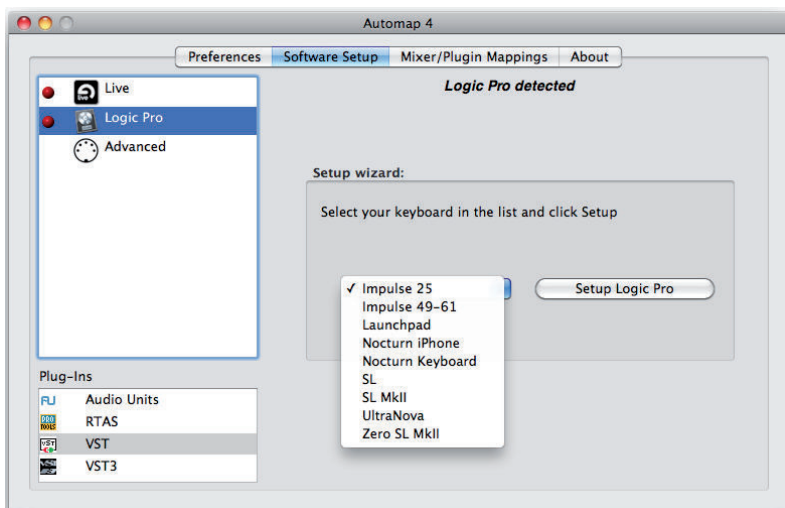 Automap 4
Preferences
Software Setup
Mixer/Plugin Mappings
About
Live
Logic Pro
Advanced
Logic Pro detected
Setup wizard:
Select your keyboard in the list and click Setup
✓ Impulse 25
Impulse 49-61
Launchpad
Nocturn iPhone
Nocturn Keyboard
SL
SL MkII
UltraNova
Zero SL MkII
Setup Logic Pro
Plug-Ins
Audio Units
RTAS
VST
VST3